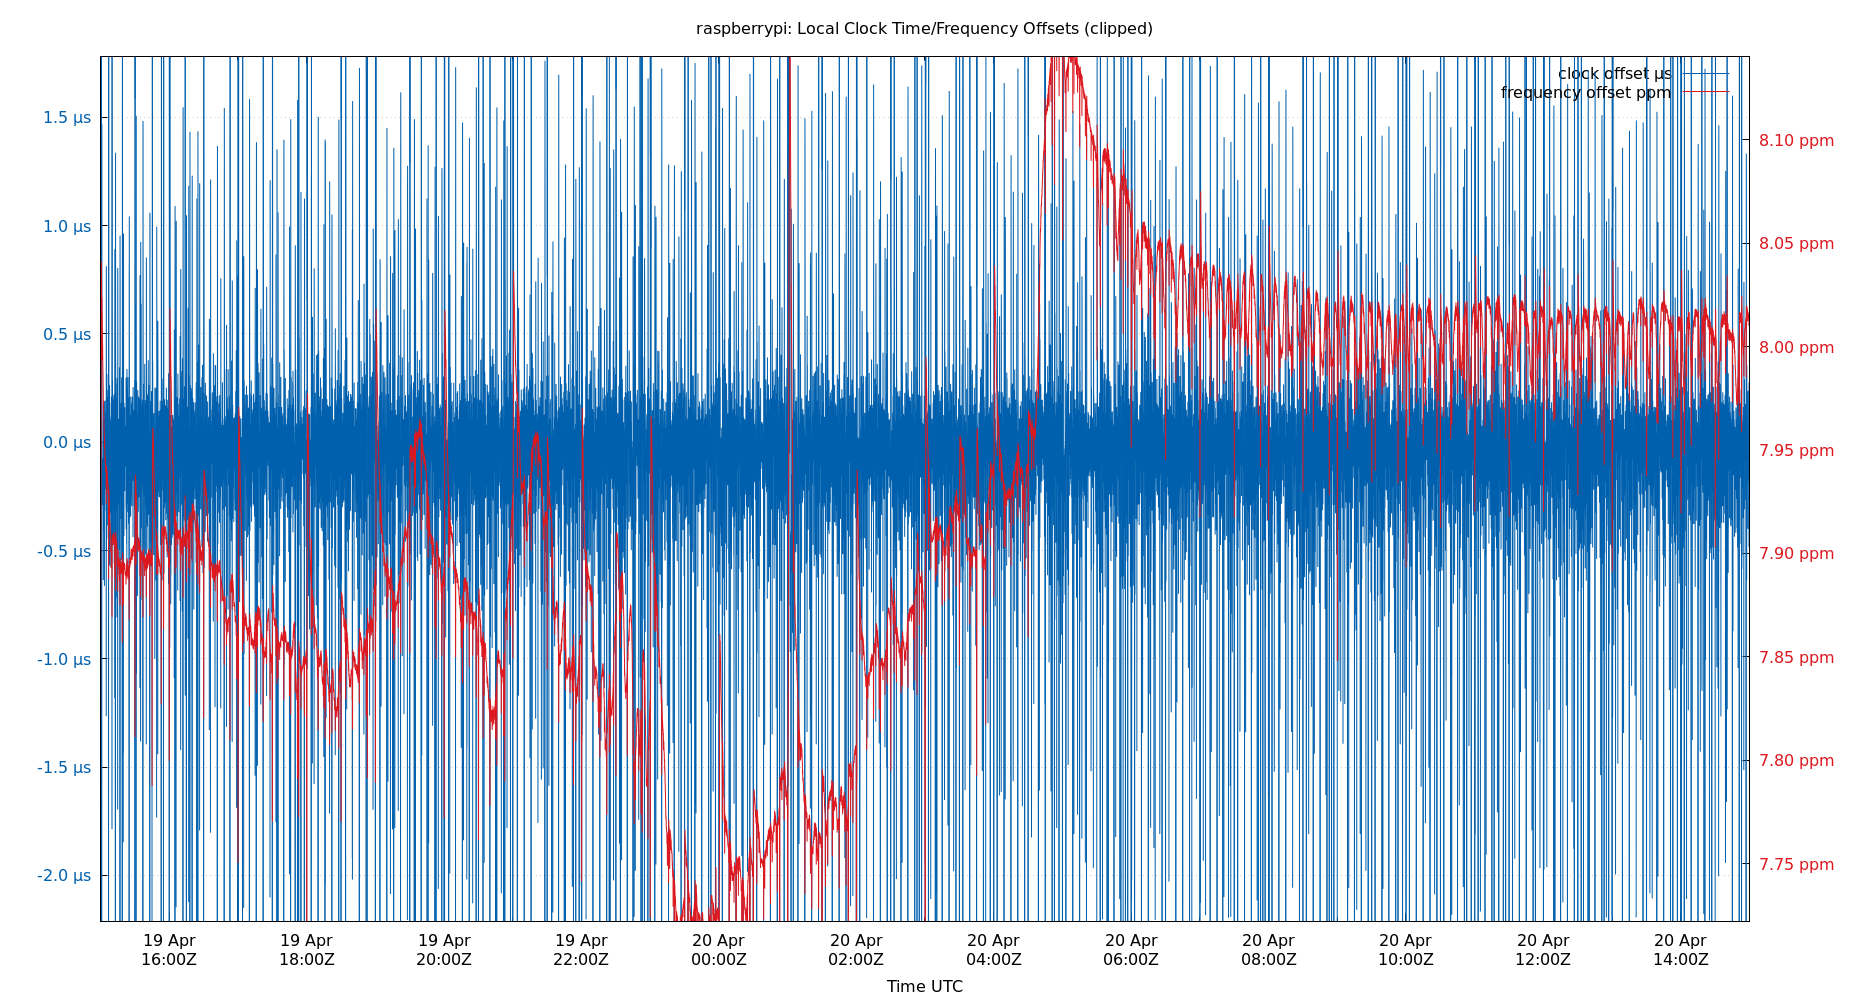 raspberrypi: Local Clock Time/Frequency Offsets (clipped)
clock offset µs
frequency offset ppm
1.5 µs
1.0 µs
0.5 µs
0.0 µs
-0.5 µs
-1.0 µs
-1.5 µs
-2.0 µs
8.10 ppm
8.05 ppm
8.00 ppm
7.95 ppm
7.90 ppm
7.85 ppm
7.80 ppm
7.75 ppm
19 Apr 19 Apr 19 Apr 19 Apr 20 Apr 20 Apr 20 Apr 20 Apr 20 Apr 20 Apr 20 Apr 20 Apr
16:00Z 18:00Z 20:00Z 22:00Z 00:00Z 02:00Z 04:00Z 06:00Z 08:00Z 10:00Z 12:00Z 14:00Z
Time UTC